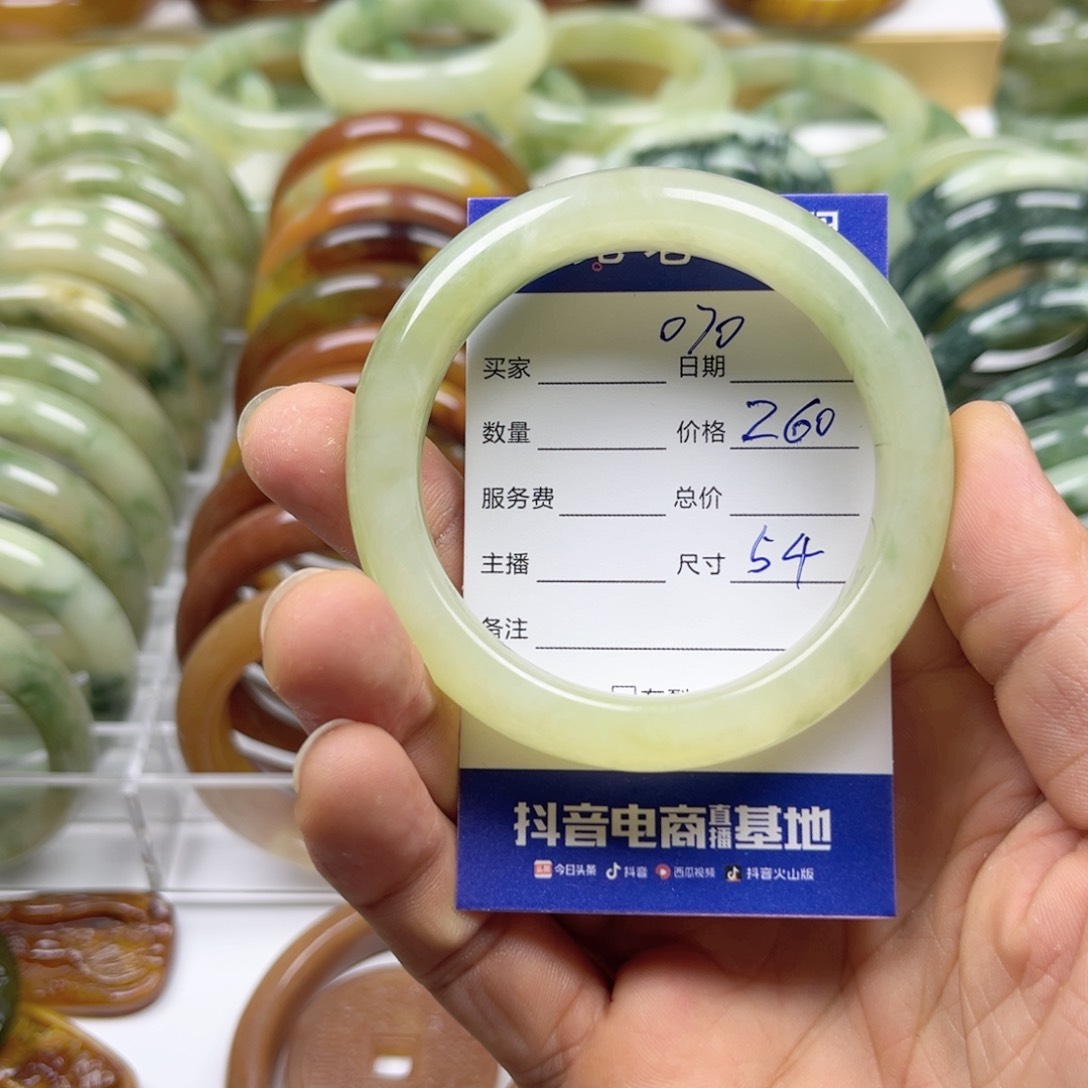 070
买家 日期
数量 价格 260
服务费 总价
主播 尺寸 54
备注
抖音电商直播基地
今日头条 抖音 西瓜视频 抖音火山版